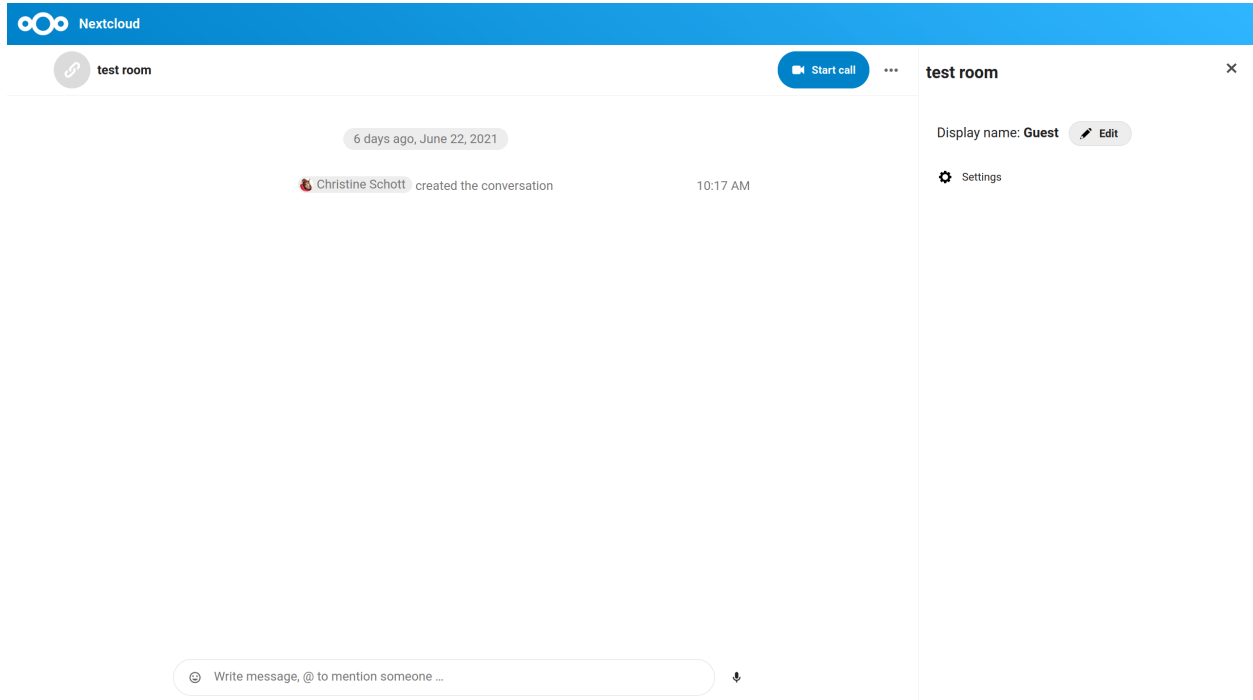 Nextcloud
test room
Start call
test room
Display name: Guest
Edit
Settings
6 days ago, June 22, 2021
Christine Schott created the conversation
10:17 AM
Write message, @ to mention someone …